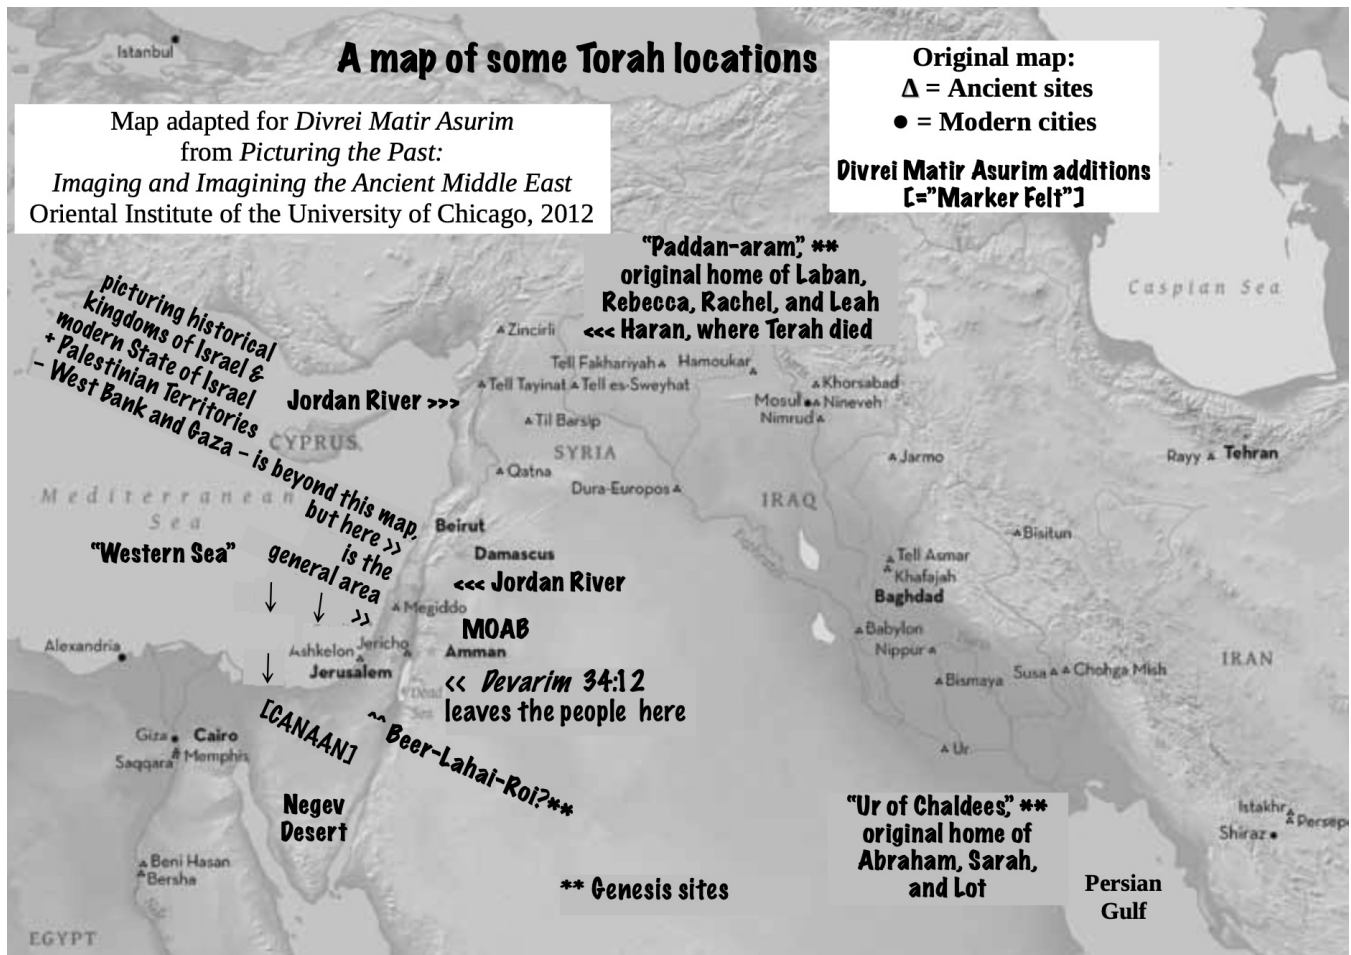 Istanbul
A map of some Torah locations
Original map:
Δ = Ancient sites
● = Modern cities
Divrei Matir Asurim additions
[="Marker Felt"]
Map adapted for Divrei Matir Asurim
from Picturing the Past:
Imaging and Imagining the Ancient Middle East
Oriental Institute of the University of Chicago, 2012
"Paddan-aram," **
original home of Laban,
Rebecca, Rachel, and Leah
<<< Haran, where Terah died
Caspian Sea
picturing historical
kingdoms of Israel &
modern State of Israel
+ Palestinian Territories
– West Bank and Gaza – is beyond this map,
but here >>
is the
general area
>>
Zincirli
Tell Fakhariyah
Hamoukar
Tell Tayinat
Tell es-Sweyhat
Khorsabad
Mosul
Nineveh
Nimrud
Jordan River >>>
Til Barsip
CYPRUS
SYRIA
Qatna
Jarmo
Rayy
Tehran
Dura-Europos
IRAQ
Mediterranean
Sea
Beirut
Euphrates
Bisitun
"Western Sea"
Damascus
Tell Asmar
Khafajah
Baghdad
<<< Jordan River
Megiddo
MOAB
Babylon
Alexandria
Ashkelon
Jericho
Amman
Nippur
Jerusalem
IRAN
Susa
Chohga Mish
Bismaya
Dead
Sea
<< Devarim 34:12
leaves the people here
[CANAAN]
^^ Beer-Lahai-Roi?**
Giza
Cairo
Saqqara
Memphis
Ur
Negev
Desert
"Ur of Chaldees," **
original home of
Abraham, Sarah,
and Lot
Istakhr
Persep
Shiraz
Beni Hasan
Bersha
** Genesis sites
Persian
Gulf
EGYPT